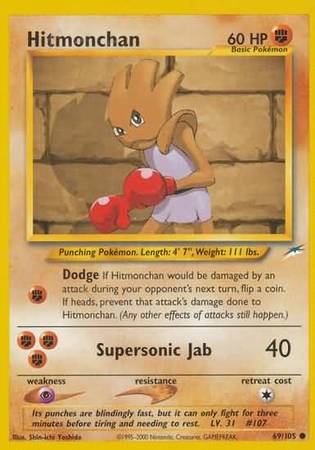 Hitmonchan 60 HP
Basic Pokémon
Punching Pokémon. Length: 4' 7", Weight: 111 lbs.
Dodge If Hitmonchan would be damaged by an
attack during your opponent's next turn, flip a coin.
If heads, prevent that attack's damage done to
Hitmonchan. (Any other effects of attacks still happen.)
Supersonic Jab 40
weakness resistance retreat cost
Its punches are blindingly fast, but it can only fight for three
minutes before tiring and needing to rest. LV. 31 #107
Illus. Shin-ichi Yoshida ©1995-2000 Nintendo, Creatures, GAMEFREAK. 69/105